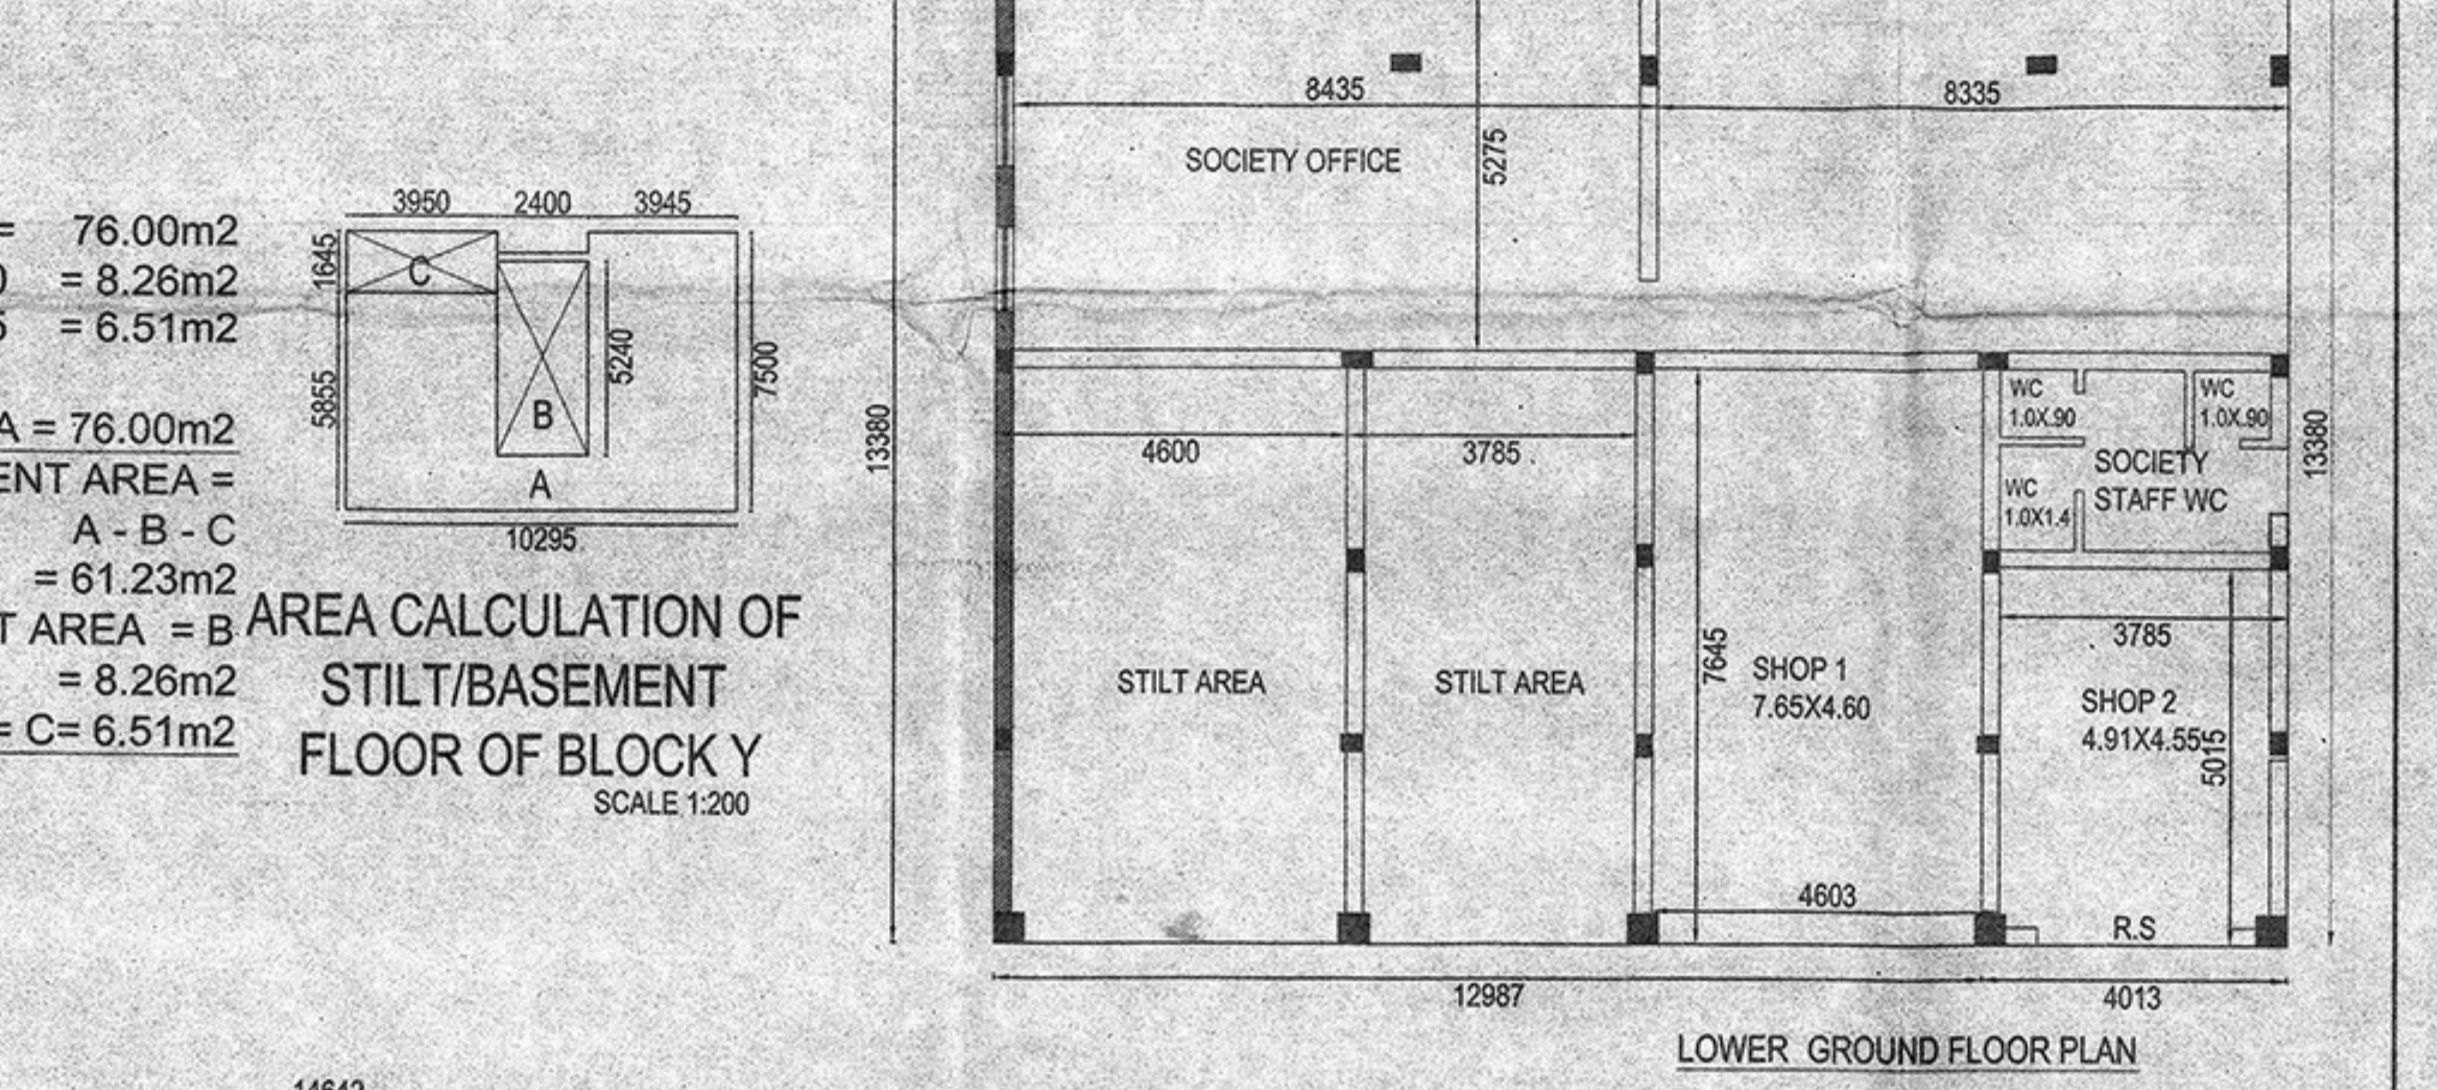 = 76.00m2
0 = 8.26m2
= 6.51m2
A = 76.00m2
ENT AREA =
A - B - C
= 61.23m2
T AREA = B
= 8.26m2
= C= 6.51m2
3950
2400
3945
1645
C
5855
B
5240
7500
A
10295
AREA CALCULATION OF
STILT/BASEMENT
FLOOR OF BLOCK Y
SCALE 1:200
13380
8435
8335
SOCIETY OFFICE
5275
4600
3785
WC
1.0X.90
WC
1.0X.90
SOCIETY
STAFF WC
WC
1.0X1.4
13380
STILT AREA
STILT AREA
7645
SHOP 1
7.65X4.60
3785
SHOP 2
4.91X4.55
5015
4603
R.S
12987
4013
LOWER GROUND FLOOR PLAN